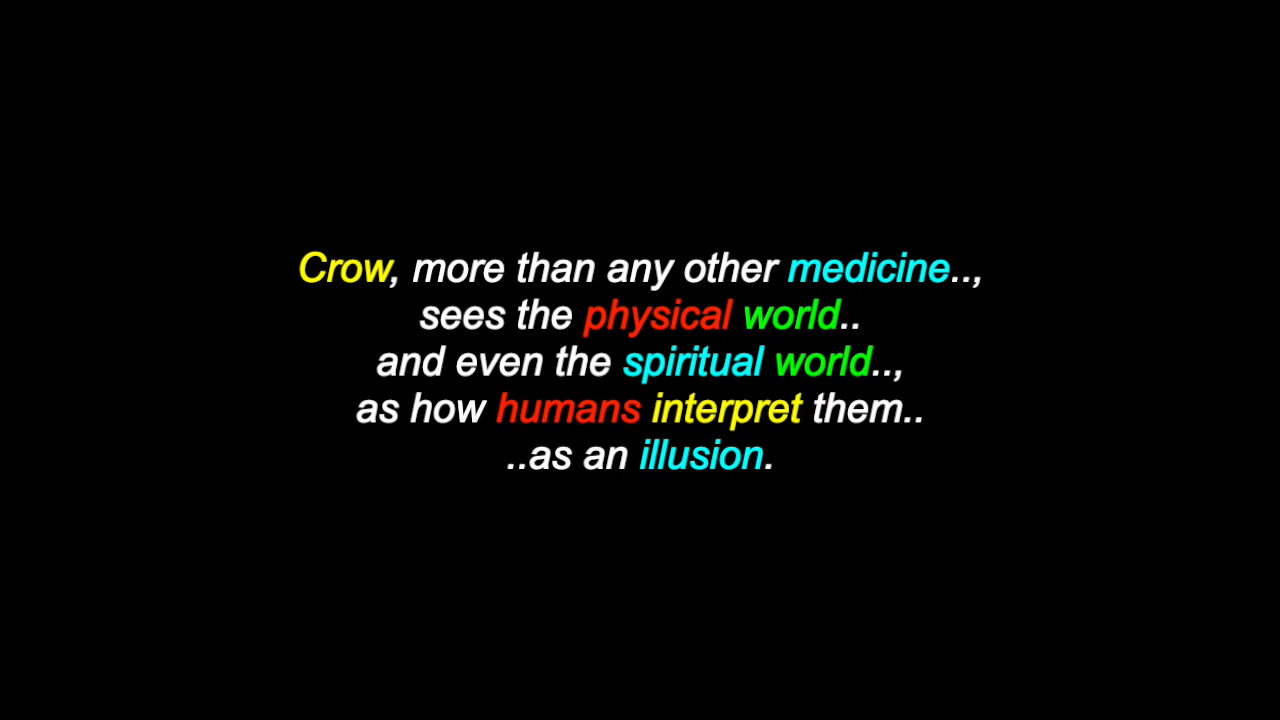 Crow, more than any other medicine..,
sees the physical world..
and even the spiritual world..,
as how humans interpret them..
..as an illusion.